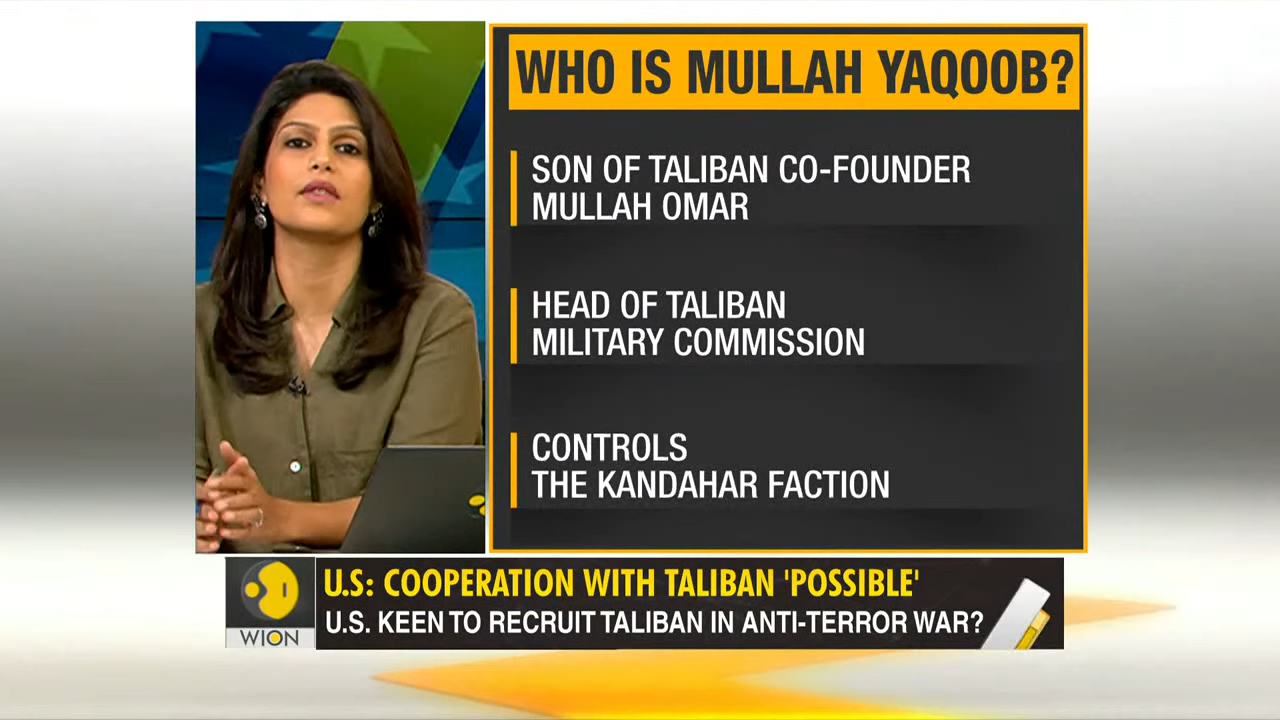 WHO IS MULLAH YAQOOB?
SON OF TALIBAN CO-FOUNDER
MULLAH OMAR
HEAD OF TALIBAN
MILITARY COMMISSION
CONTROLS
THE KANDAHAR FACTION
U.S: COOPERATION WITH TALIBAN 'POSSIBLE'
U.S. KEEN TO RECRUIT TALIBAN IN ANTI-TERROR WAR?
WION